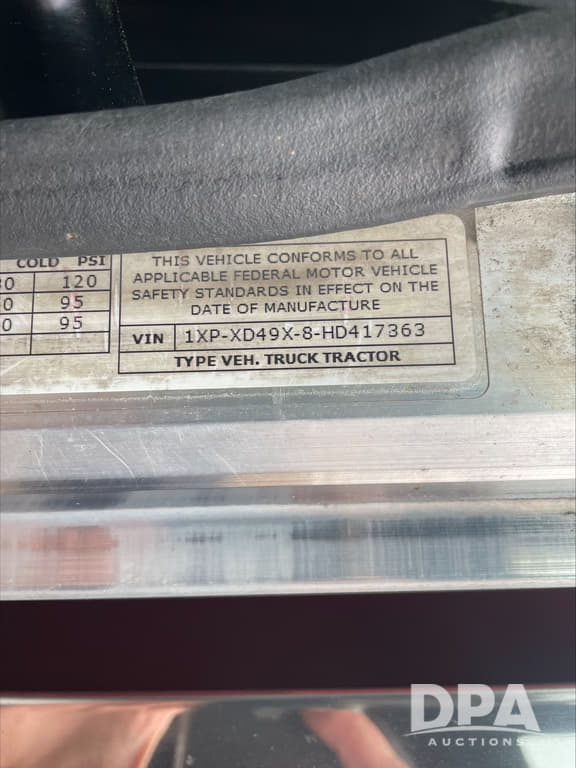 COLD PSI
120
95
95
THIS VEHICLE CONFORMS TO ALL
APPLICABLE FEDERAL MOTOR VEHICLE
SAFETY STANDARDS IN EFFECT ON THE
DATE OF MANUFACTURE
VIN 1XP-XD49X-8-HD417363
TYPE VEH. TRUCK TRACTOR
DPA
AUCTIONS